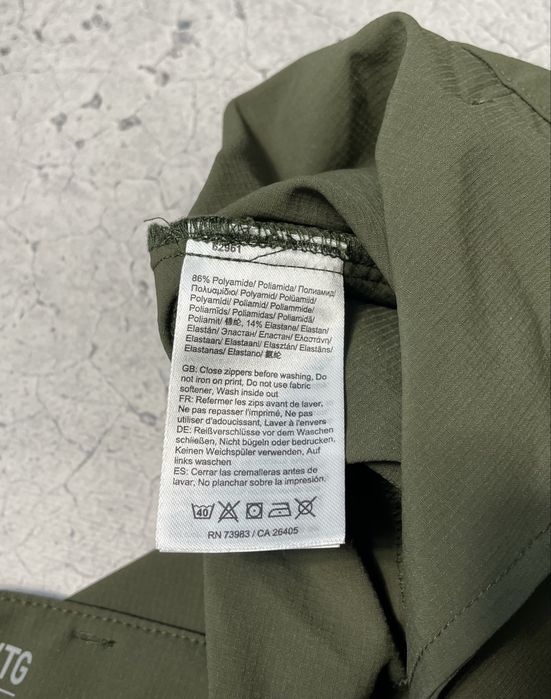 62961
86% Polyamide/ Poliamida/ Полиамид/
Πολυαμίδιο/ Polyamid/ Polüamiid/
Polyamidi/ Poliamid/ Poliammide/
Poliamīds/ Poliamidas/ Poliamidă/
Poliamit/ 锦纶, 14% Elastane/ Elastan/
Elastān/ Эластан/ Еластан/ Ελαστάνη/
Elastaan/ Elastaani/ Elasztán/ Elastāns/
Elastanas/ Elastano/ 氨纶
GB: Close zippers before washing, Do
not iron on print, Do not use fabric
softener, Wash inside out
FR: Refermer les zips avant de laver,
Ne pas repasser l'imprimé, Ne pas
utiliser d'adoucissant, Laver à l'envers
DE: Reißverschlüsse vor dem Waschen
schließen, Nicht bügeln oder bedrucken,
Keinen Weichspüler verwenden, Auf
links waschen
ES: Cerrar las cremalleras antes de
lavar, No planchar sobre la impresión.
40
RN 73983 / CA 26405
TG